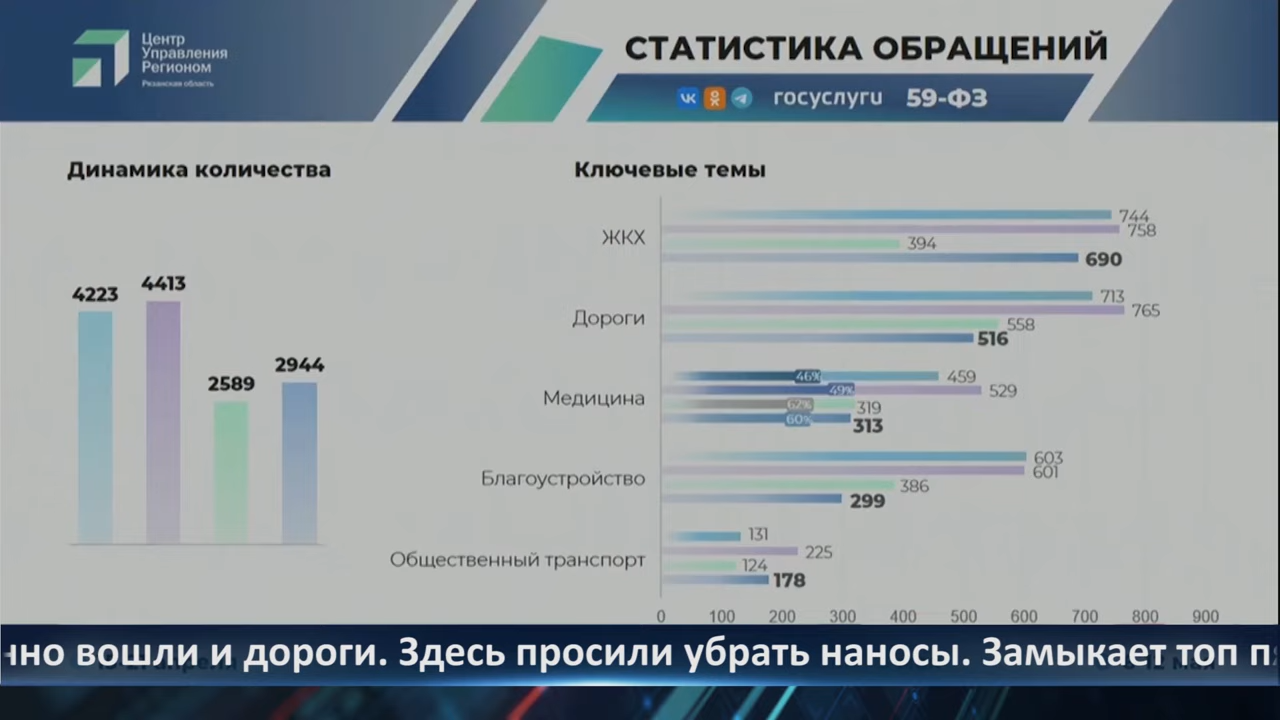 Центр
Управления
Регионом
Рязанская область
СТАТИСТИКА ОБРАЩЕНИЙ
госуслуги 59-ФЗ
Динамика количества
4223
4413
2589
2944
Ключевые темы
ЖКХ
744
758
394
690
Дороги
713
765
558
516
Медицина
46% 459
49% 529
62% 319
60% 313
Благоустройство
603
601
386
299
Общественный транспорт
131
225
124
178
0 100 200 300 400 500 600 700 800 900
вошли и дороги. Здесь просили убрать наносы. Замыкает топ